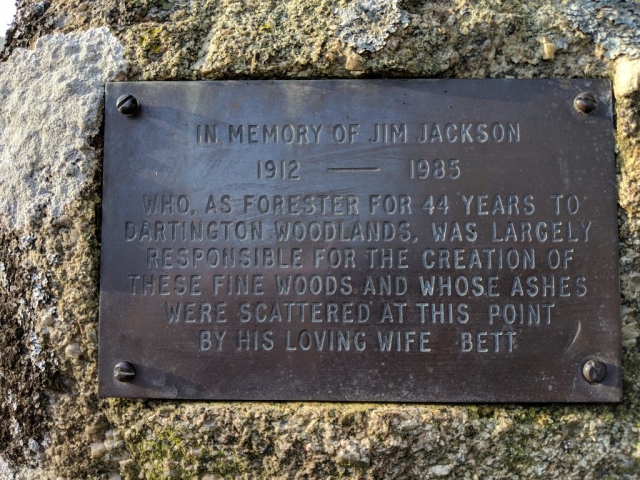 IN MEMORY OF JIM JACKSON
1912 — 1985
WHO, AS FORESTER FOR 44 YEARS TO
DARTINGTON WOODLANDS, WAS LARGELY
RESPONSIBLE FOR THE CREATION OF
THESE FINE WOODS AND WHOSE ASHES
WERE SCATTERED AT THIS POINT
BY HIS LOVING WIFE BETT